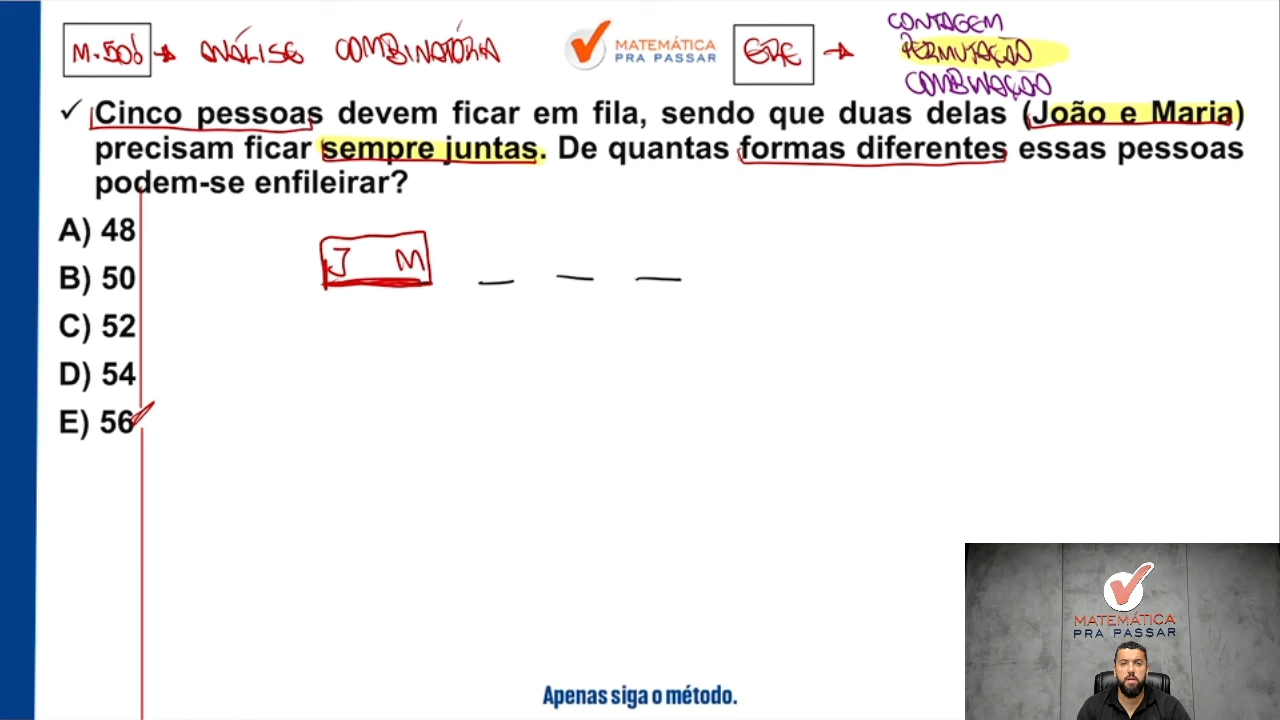 M.50b → ANÁLISE COMBINATÓRIA
MATEMÁTICA
PRA PASSAR
→
CONTAGEM
PERMUTAÇÃO
COMBINAÇÃO
✓ Cinco pessoas devem ficar em fila, sendo que duas delas (João e Maria)
precisam ficar sempre juntas. De quantas formas diferentes essas pessoas
podem-se enfileirar?
A) 48
B) 50
C) 52
D) 54
E) 56
J M _ _ _
MATEMÁTICA
PRA PASSAR
Apenas siga o método.